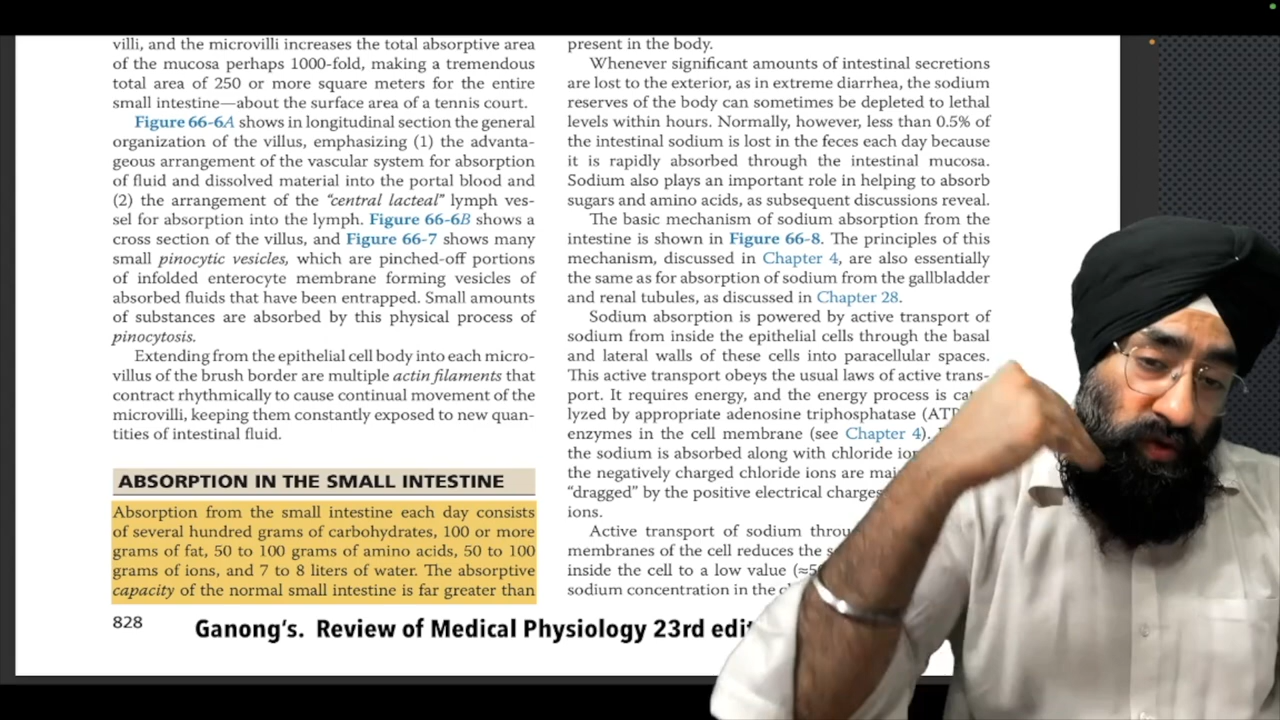 villi, and the microvilli increases the total absorptive area
of the mucosa perhaps 1000-fold, making a tremendous
total area of 250 or more square meters for the entire
small intestine—about the surface area of a tennis court.
Figure 66-6A shows in longitudinal section the general
organization of the villus, emphasizing (1) the advanta-
geous arrangement of the vascular system for absorption
of fluid and dissolved material into the portal blood and
(2) the arrangement of the “central lacteal” lymph ves-
sel for absorption into the lymph. Figure 66-6B shows a
cross section of the villus, and Figure 66-7 shows many
small pinocytic vesicles, which are pinched-off portions
of infolded enterocyte membrane forming vesicles of
absorbed fluids that have been entrapped. Small amounts
of substances are absorbed by this physical process of
pinocytosis.
Extending from the epithelial cell body into each micro-
villus of the brush border are multiple actin filaments that
contract rhythmically to cause continual movement of the
microvilli, keeping them constantly exposed to new quan-
tities of intestinal fluid.
ABSORPTION IN THE SMALL INTESTINE
Absorption from the small intestine each day consists
of several hundred grams of carbohydrates, 100 or more
grams of fat, 50 to 100 grams of amino acids, 50 to 100
grams of ions, and 7 to 8 liters of water. The absorptive
capacity of the normal small intestine is far greater than
present in the body.
Whenever significant amounts of intestinal secretions
are lost to the exterior, as in extreme diarrhea, the sodium
reserves of the body can sometimes be depleted to lethal
levels within hours. Normally, however, less than 0.5% of
the intestinal sodium is lost in the feces each day because
it is rapidly absorbed through the intestinal mucosa.
Sodium also plays an important role in helping to absorb
sugars and amino acids, as subsequent discussions reveal.
The basic mechanism of sodium absorption from the
intestine is shown in Figure 66-8. The principles of this
mechanism, discussed in Chapter 4, are also essentially
the same as for absorption of sodium from the gallbladder
and renal tubules, as discussed in Chapter 28.
Sodium absorption is powered by active transport of
sodium from inside the epithelial cells through the basal
and lateral walls of these cells into paracellular spaces.
This active transport obeys the usual laws of active trans-
port. It requires energy, and the energy process is
lyzed by appropriate adenosine triphosphatase
enzymes in the cell membrane (see Chapter 4).
the sodium is absorbed along with chloride
the negatively charged chloride ions are
“dragged” by the positive electrical charges
ions.
Active transport of sodium
membranes of the cell reduces the
inside the cell to a low value
sodium concentration in the
828
Ganong's. Review of Medical Physiology 23rd